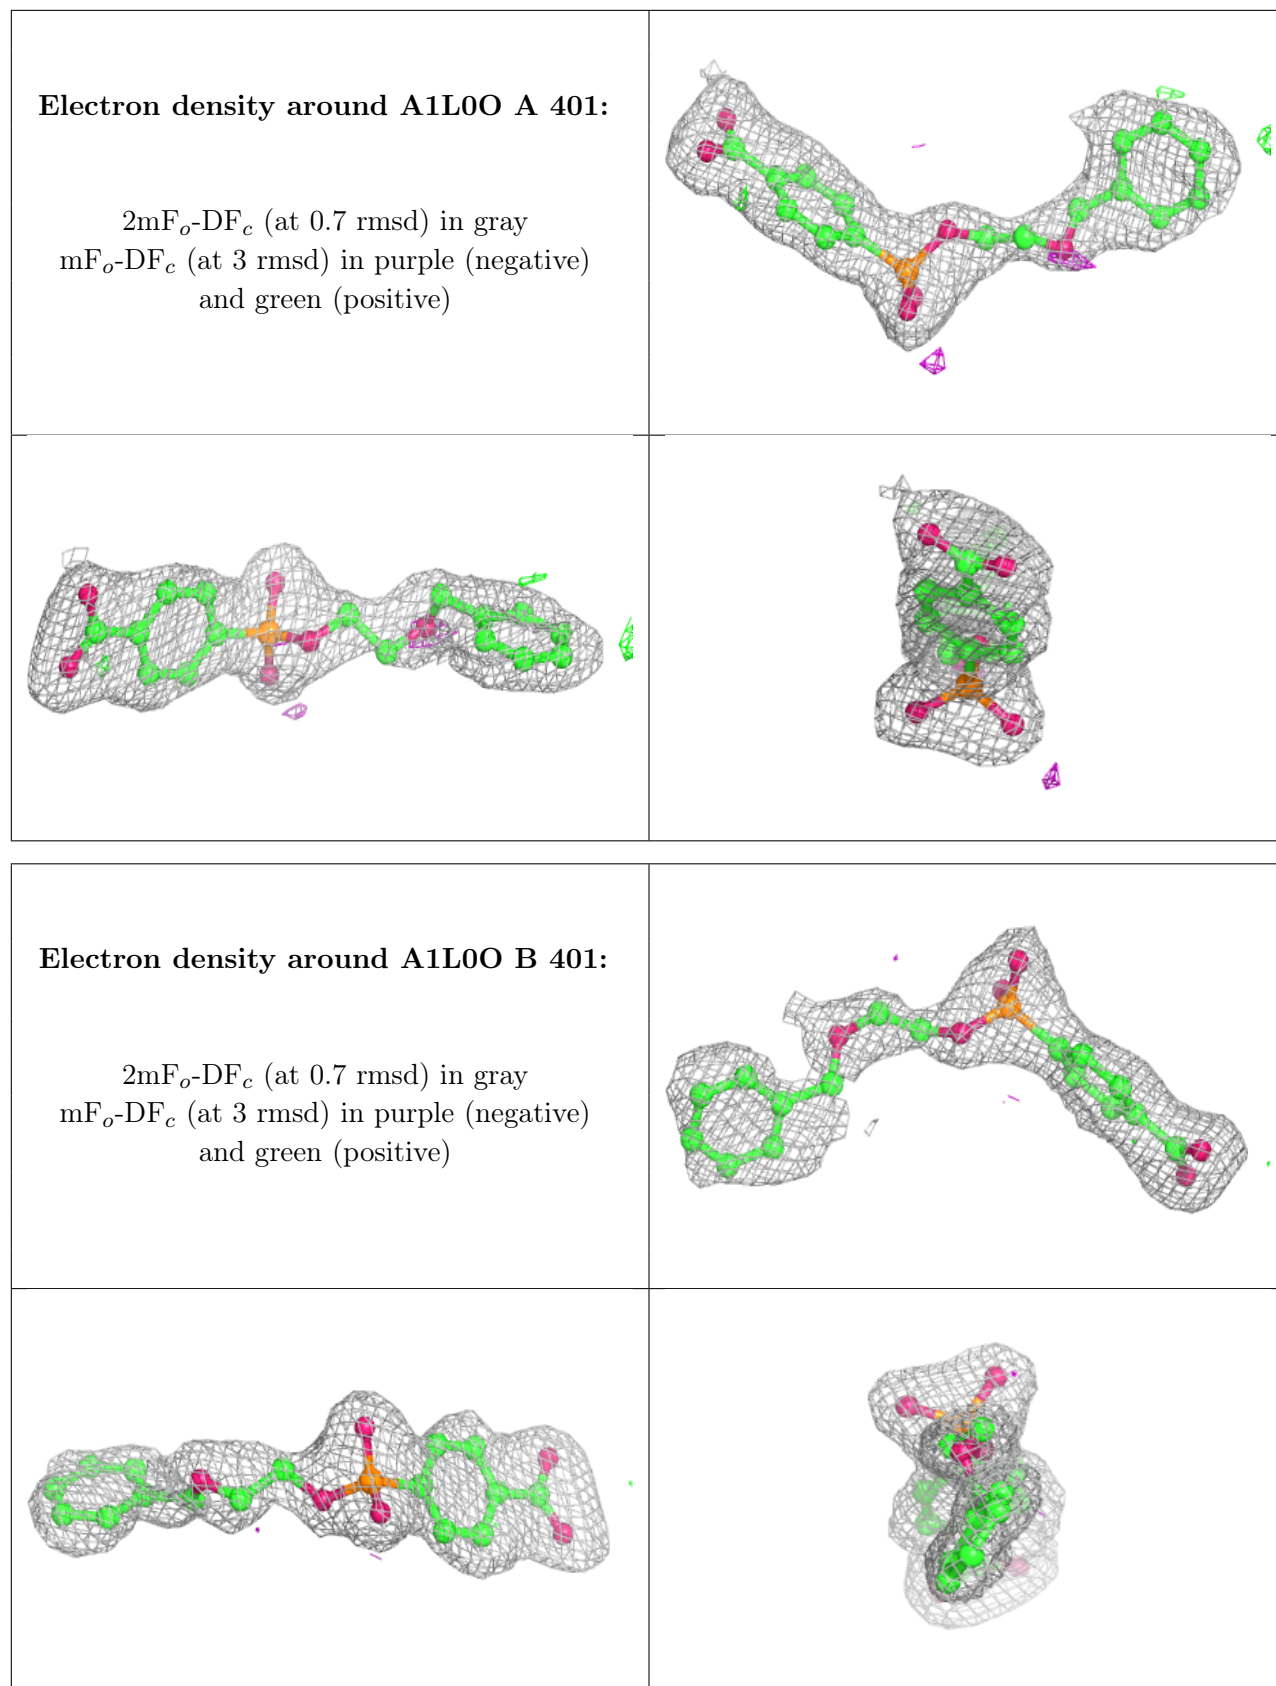 Electron density around A1L0O A 401:
2mFo-DFc (at 0.7 rmsd) in gray
mFo-DFc (at 3 rmsd) in purple (negative)
and green (positive)
Electron density around A1L0O B 401:
2mFo-DFc (at 0.7 rmsd) in gray
mFo-DFc (at 3 rmsd) in purple (negative)
and green (positive)